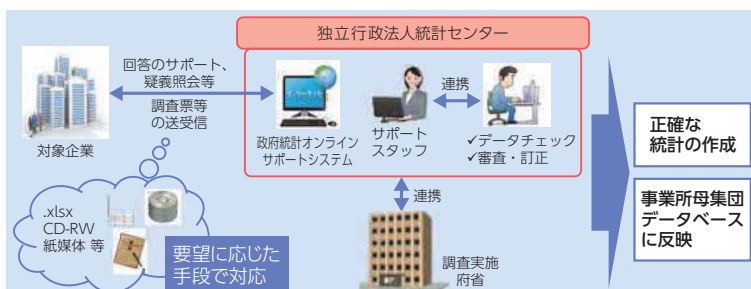 独立行政法人統計センター
回答のサポート、
疑義照会等
調査票等
の送受信
対象企業
政府統計オンライン
サポートシステム
サポート
スタッフ
連携
✓データチェック
✓審査・訂正
連携
調査実施
府省
.xlsx
CD-RW
紙媒体 等
要望に応じた
手段で対応
正確な
統計の作成
事業所母集団
データベース
に反映